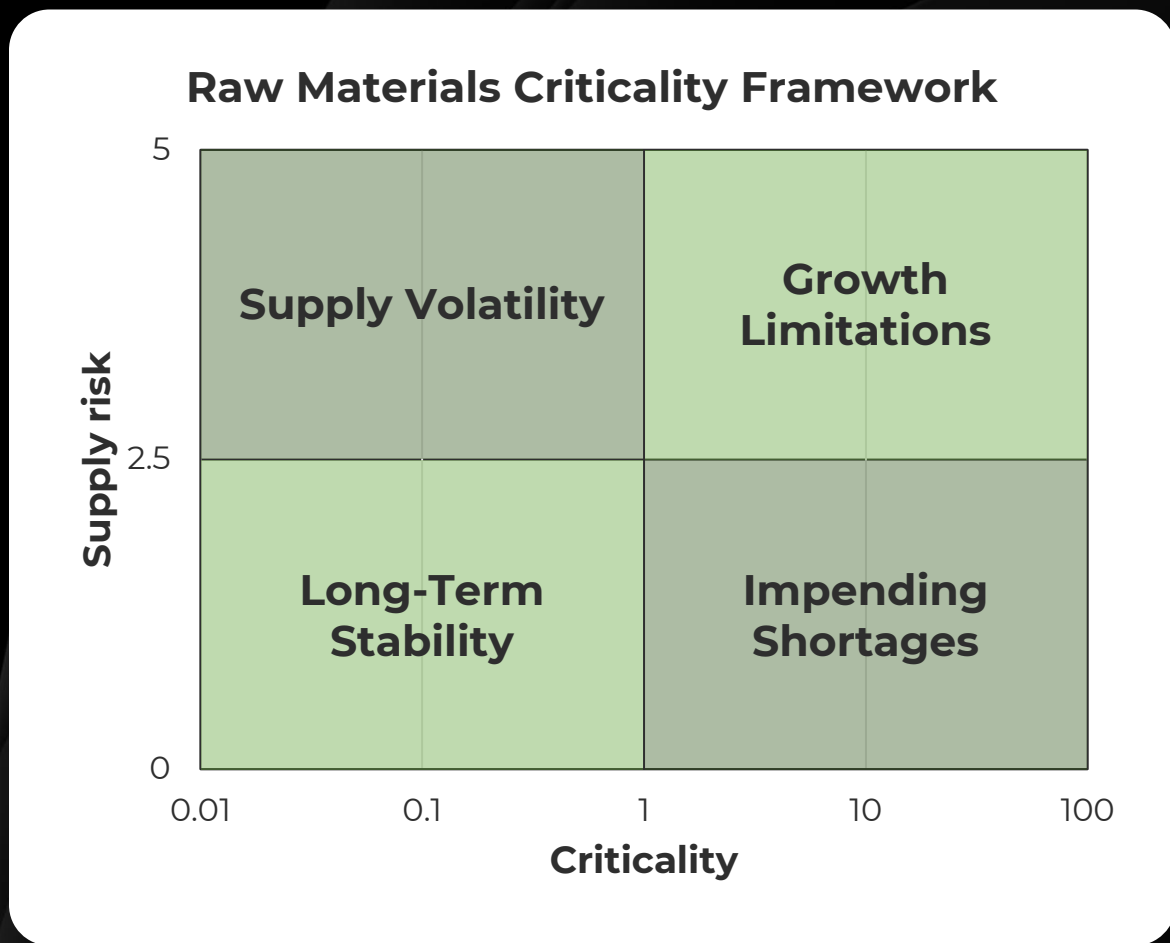 Raw Materials Criticality Framework
5
Supply Volatility
Growth
Limitations
Supply risk
2.5
Long-Term
Stability
Impending
Shortages
0
0.01
0.1
1
10
100
Criticality